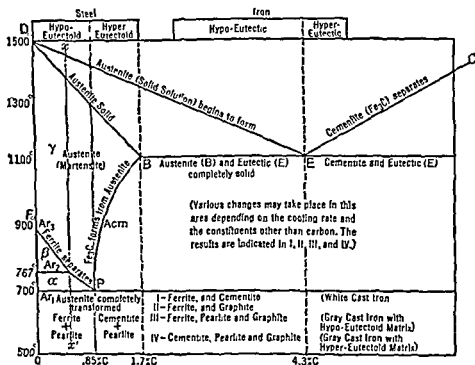 Steel
Iron
Hypo-
Eutectoid
Hyper
Eutectoid
Hypo-Eutectic
Hyper-
Eutectic
D
x
1500°
C
Austenite (Solid Solution) begins to form
Austenite Solid
Cementite (Fe3C) separates
1300°
γ
Austenite
(Martensite)
Fe3C forms from Austenite
B
E
1100°
Austenite (B) and Eutectic (E)
completely solid
Cementite and Eutectic (E)
(Various changes may take place in
this area depending on the cooling rate and
the constituents other than carbon. The
results are indicated in I, II, III, and IV.)
Acm
F
900°
Ar3
Ferrite separates
β
767°
Ar2
α
P
700°
Ar1 Austenite completely
transformed
Ferrite
+
Pearlite
Cementite
+
Pearlite
I - Ferrite, and Cementite
II - Ferrite, and Graphite
III - Ferrite, Pearlite and Graphite
IV - Cementite, Pearlite and Graphite
(White Cast Iron)
(Gray Cast Iron with
Hypo-Eutectoid Matrix)
(Gray Cast Iron with
Hyper-Eutectoid Matrix)
x'
500°
0
.85%C
1.7%C
4.3%C